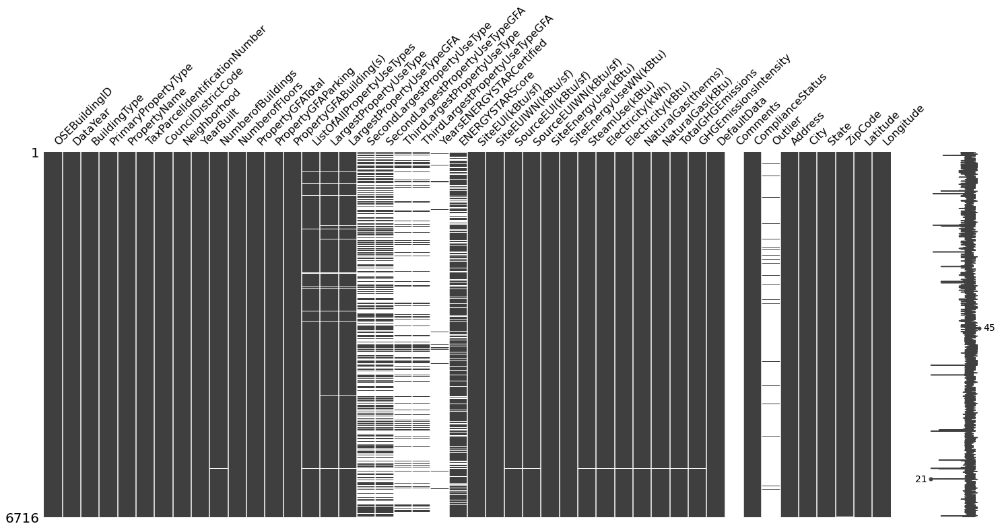 OSEBuildingID
DataYear
BuildingType
PrimaryPropertyType
PropertyName
TaxParcelIdentificationNumber
CouncilDistrictCode
Neighborhood
YearBuilt
NumberofBuildings
NumberofFloors
PropertyGFATotal
PropertyGFAParking
PropertyGFABuilding(s)
ListOfAllPropertyUseTypes
LargestPropertyUseType
LargestPropertyUseTypeGFA
SecondLargestPropertyUseType
SecondLargestPropertyUseTypeGFA
ThirdLargestPropertyUseType
ThirdLargestPropertyUseTypeGFA
YearsENERGYSTARCertified
ENERGYSTARScore
SiteEUI(kBtu/sf)
SiteEUIWN(kBtu/sf)
SourceEUI(kBtu/sf)
SourceEUIWN(kBtu/sf)
SiteEnergyUse(kBtu)
SiteEnergyUseWN(kBtu)
SteamUse(kBtu)
Electricity(kWh)
Electricity(kBtu)
NaturalGas(therms)
NaturalGas(kBtu)
TotalGHGEmissions
GHGEmissionsIntensity
DefaultData
Comments
ComplianceStatus
Outlier
Address
City
State
ZipCode
Latitude
Longitude
1
45
21
6716